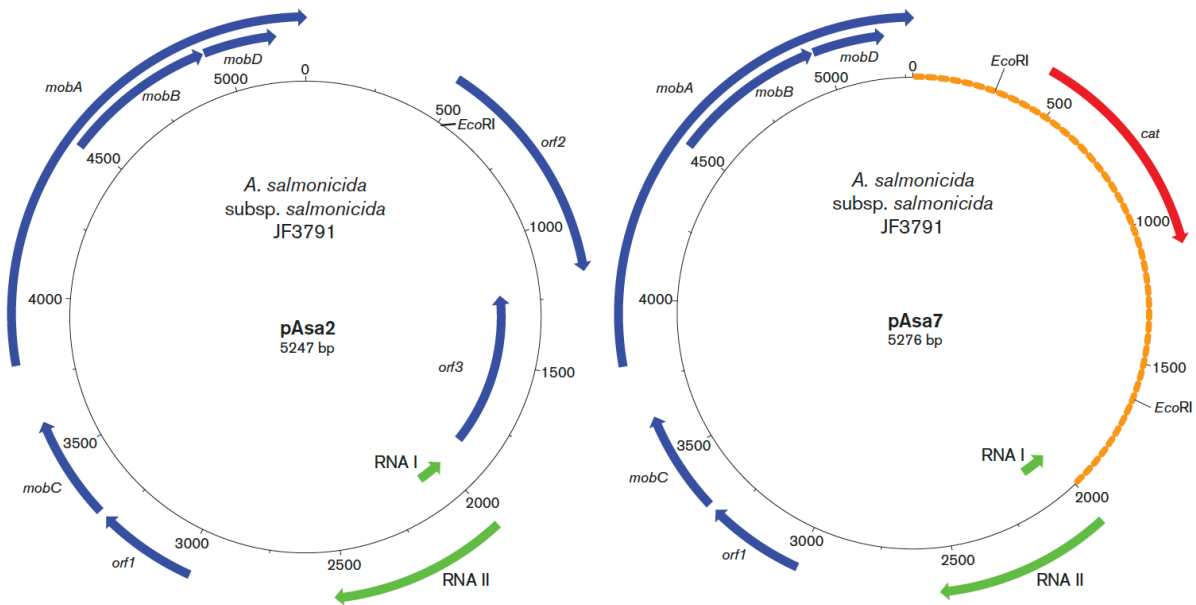 mobA
mobB
mobD
5000
0
500
EcoRI
orf2
4500
A. salmonicida
subsp. salmonicida
JF3791
1000
4000
pAsa2
5247 bp
orf3
1500
3500
RNA I
mobC
2000
orf1
3000
2500
RNA II
mobA
mobB
mobD
5000
0
EcoRI
500
cat
4500
A. salmonicida
subsp. salmonicida
JF3791
1000
4000
pAsa7
5276 bp
1500
EcoRI
3500
RNA I
mobC
2000
orf1
3000
2500
RNA II